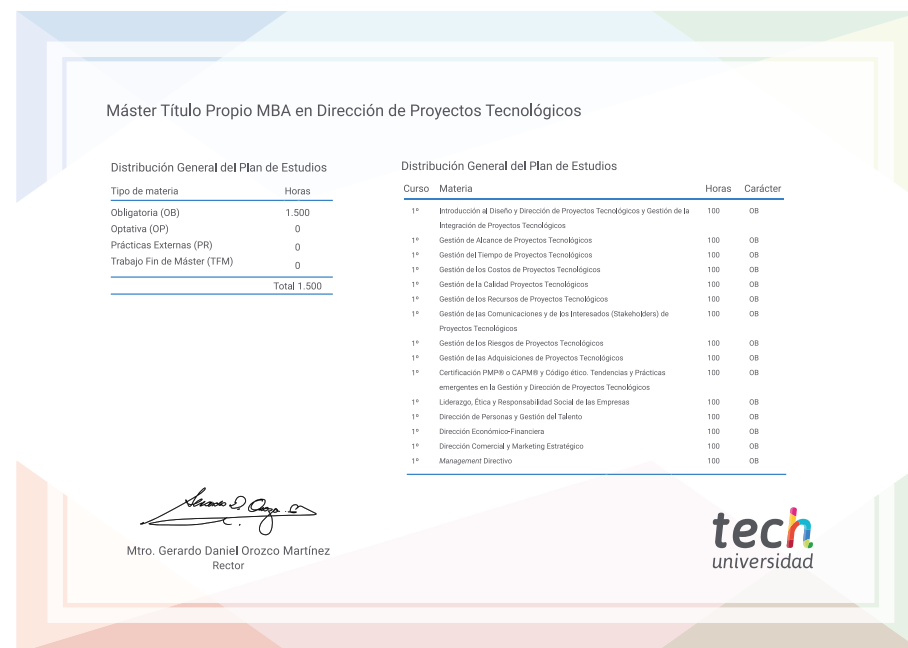 Máster Título Propio MBA en Dirección de Proyectos Tecnológicos
Distribución General del Plan de Estudios
Tipo de materia Horas
Obligatoria (OB) 1.500
Optativa (OP) 0
Prácticas Externas (PR) 0
Trabajo Fin de Máster (TFM) 0
Total 1.500
Distribución General del Plan de Estudios
Curso Materia Horas Carácter
1º Introducción al Diseño y Dirección de Proyectos Tecnológicos y Gestión de la 100 OB
Integración de Proyectos Tecnológicos
1º Gestión de Alcance de Proyectos Tecnológicos 100 OB
1º Gestión del Tiempo de Proyectos Tecnológicos 100 OB
1º Gestión de los Costos de Proyectos Tecnológicos 100 OB
1º Gestión de la Calidad Proyectos Tecnológicos 100 OB
1º Gestión de los Recursos de Proyectos Tecnológicos 100 OB
1º Gestión de las Comunicaciones y de los Interesados (Stakeholders) de 100 OB
Proyectos Tecnológicos
1º Gestión de los Riesgos de Proyectos Tecnológicos 100 OB
1º Gestión de las Adquisiciones de Proyectos Tecnológicos 100 OB
1º Certificación PMP® o CAPM® y Código ético. Tendencias y Prácticas 100 OB
emergentes en la Gestión y Dirección de Proyectos Tecnológicos
1º Liderazgo, Ética y Responsabilidad Social de las Empresas 100 OB
1º Dirección de Personas y Gestión del Talento 100 OB
1º Dirección Económico-Financiera 100 OB
1º Dirección Comercial y Marketing Estratégico 100 OB
1º Management Directivo 100 OB
Mtro. Gerardo Daniel Orozco Martínez
Rector
tech
universidad